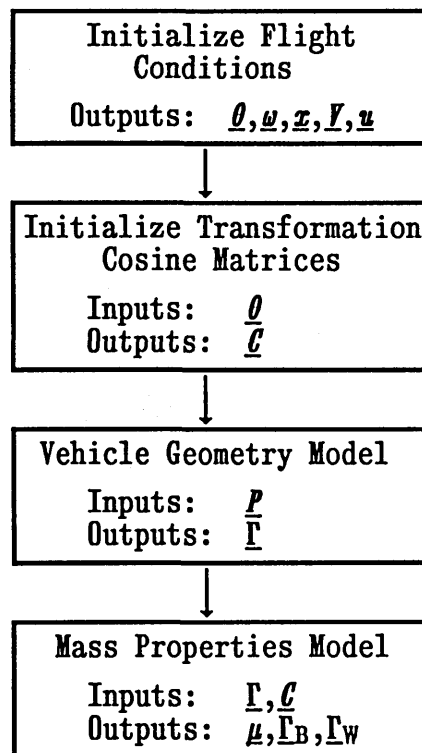 Initialize Flight
Conditions
Outputs: θ,ω,x,V,u
Initialize Transformation
Cosine Matrices
Inputs: θ
Outputs: C
Vehicle Geometry Model
Inputs: P
Outputs: Γ
Mass Properties Model
Inputs: Γ,C
Outputs: μ,ΓB,ΓW